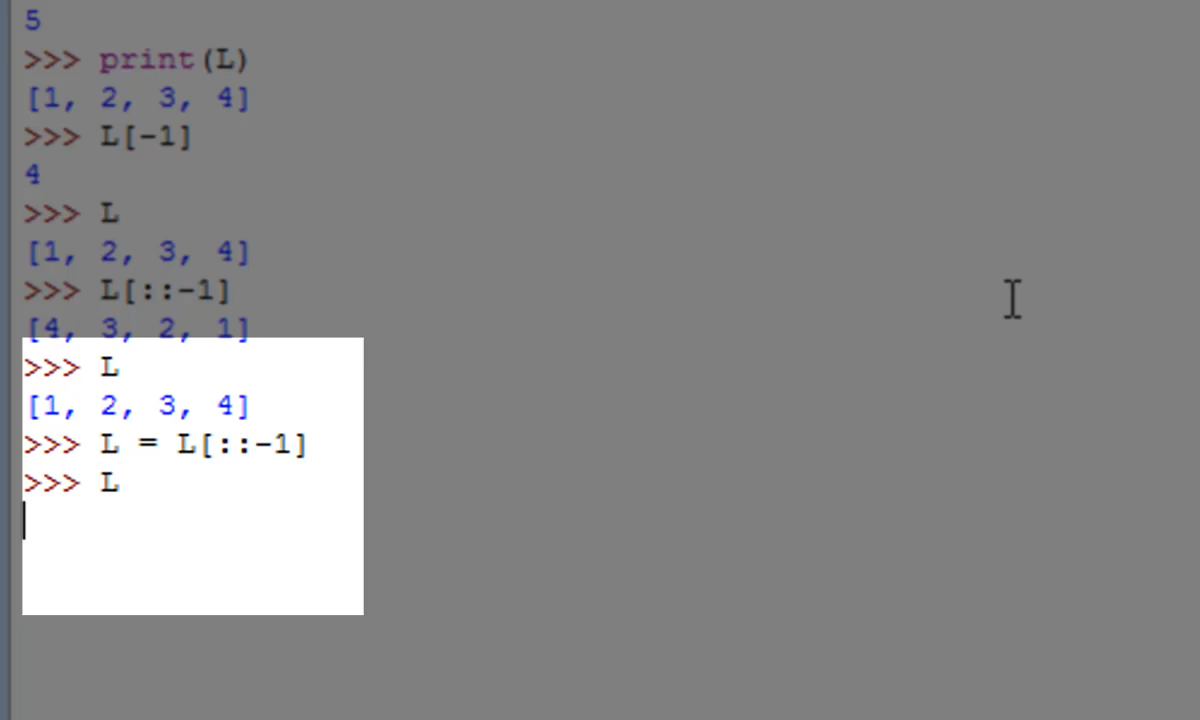 5
>>> print(L)
[1, 2, 3, 4]
>>> L[-1]
4
>>> L
[1, 2, 3, 4]
>>> L[::-1]
[4, 3, 2, 1]
>>> L
[1, 2, 3, 4]
>>> L = L[::-1]
>>> L